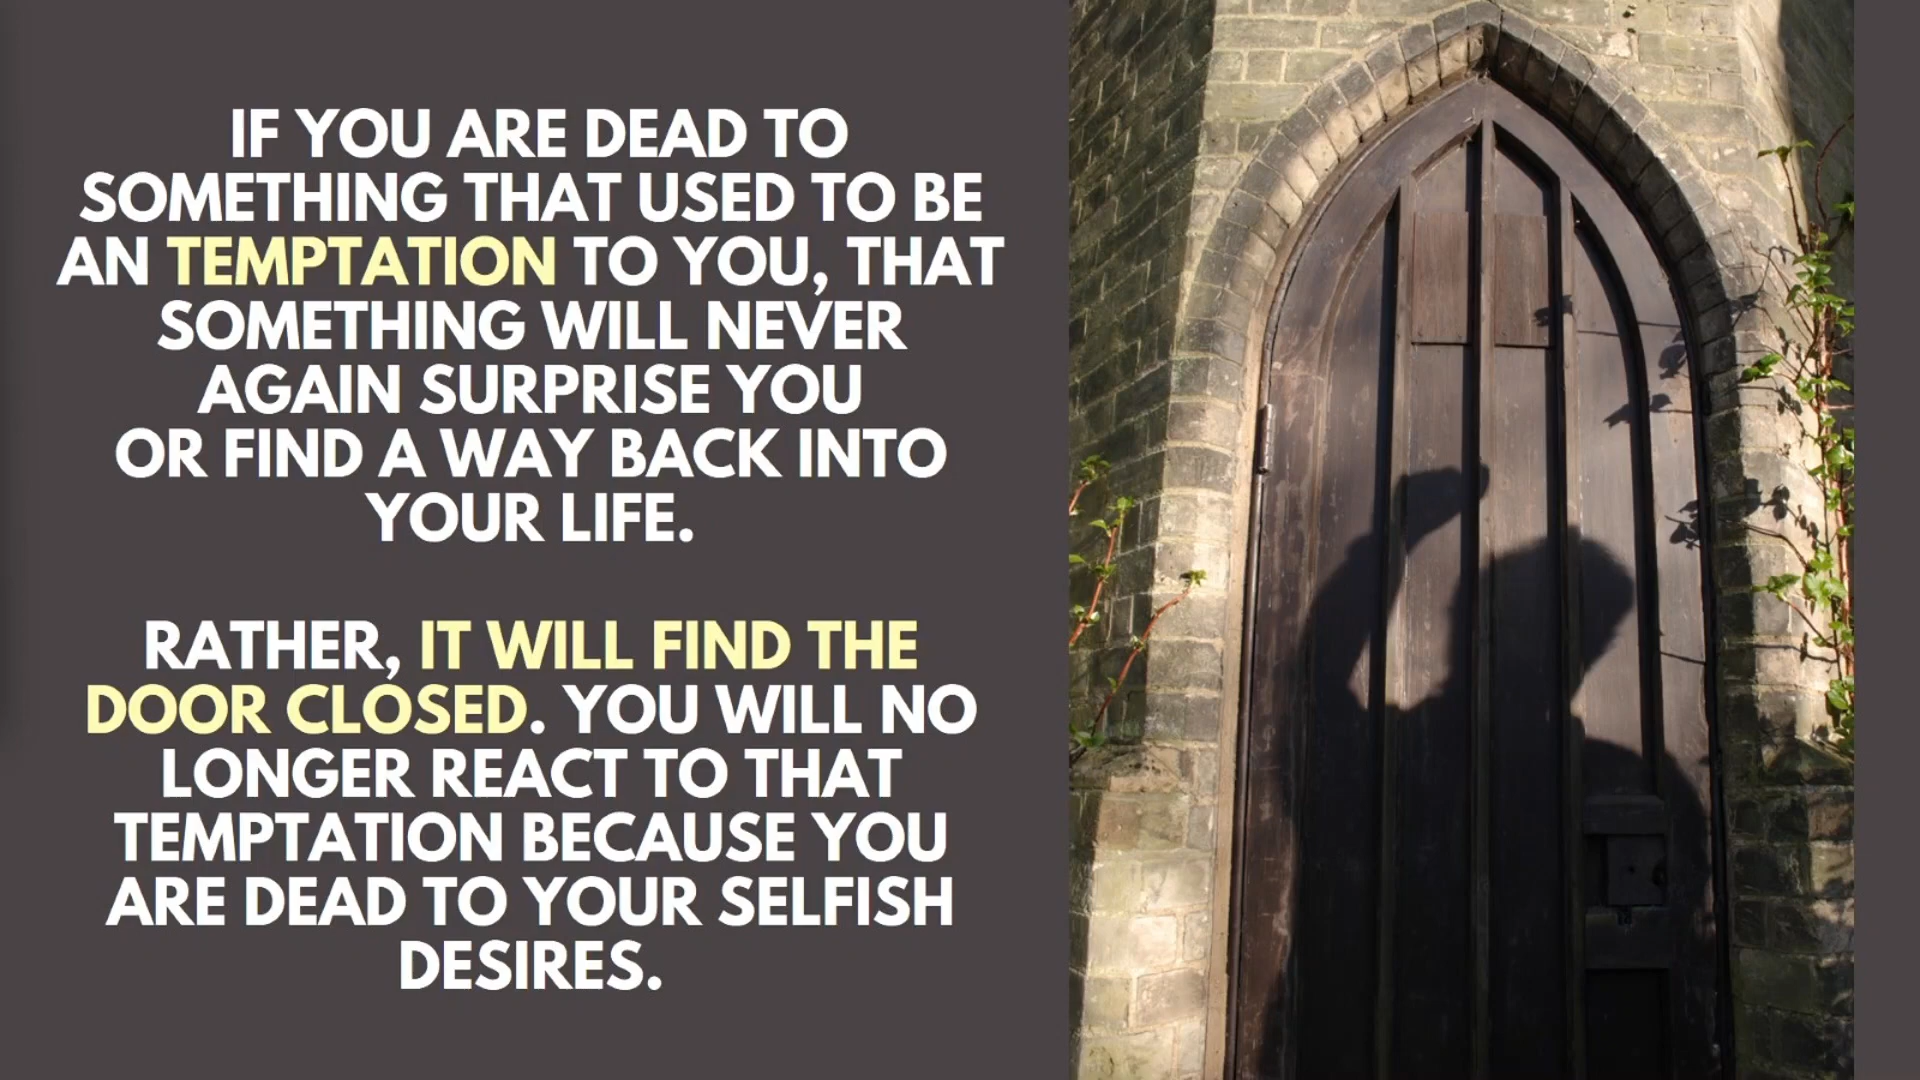 IF YOU ARE DEAD TO
SOMETHING THAT USED TO BE
AN TEMPTATION TO YOU, THAT
SOMETHING WILL NEVER
AGAIN SURPRISE YOU
OR FIND A WAY BACK INTO
YOUR LIFE.
RATHER, IT WILL FIND THE
DOOR CLOSED. YOU WILL NO
LONGER REACT TO THAT
TEMPTATION BECAUSE YOU
ARE DEAD TO YOUR SELFISH
DESIRES.